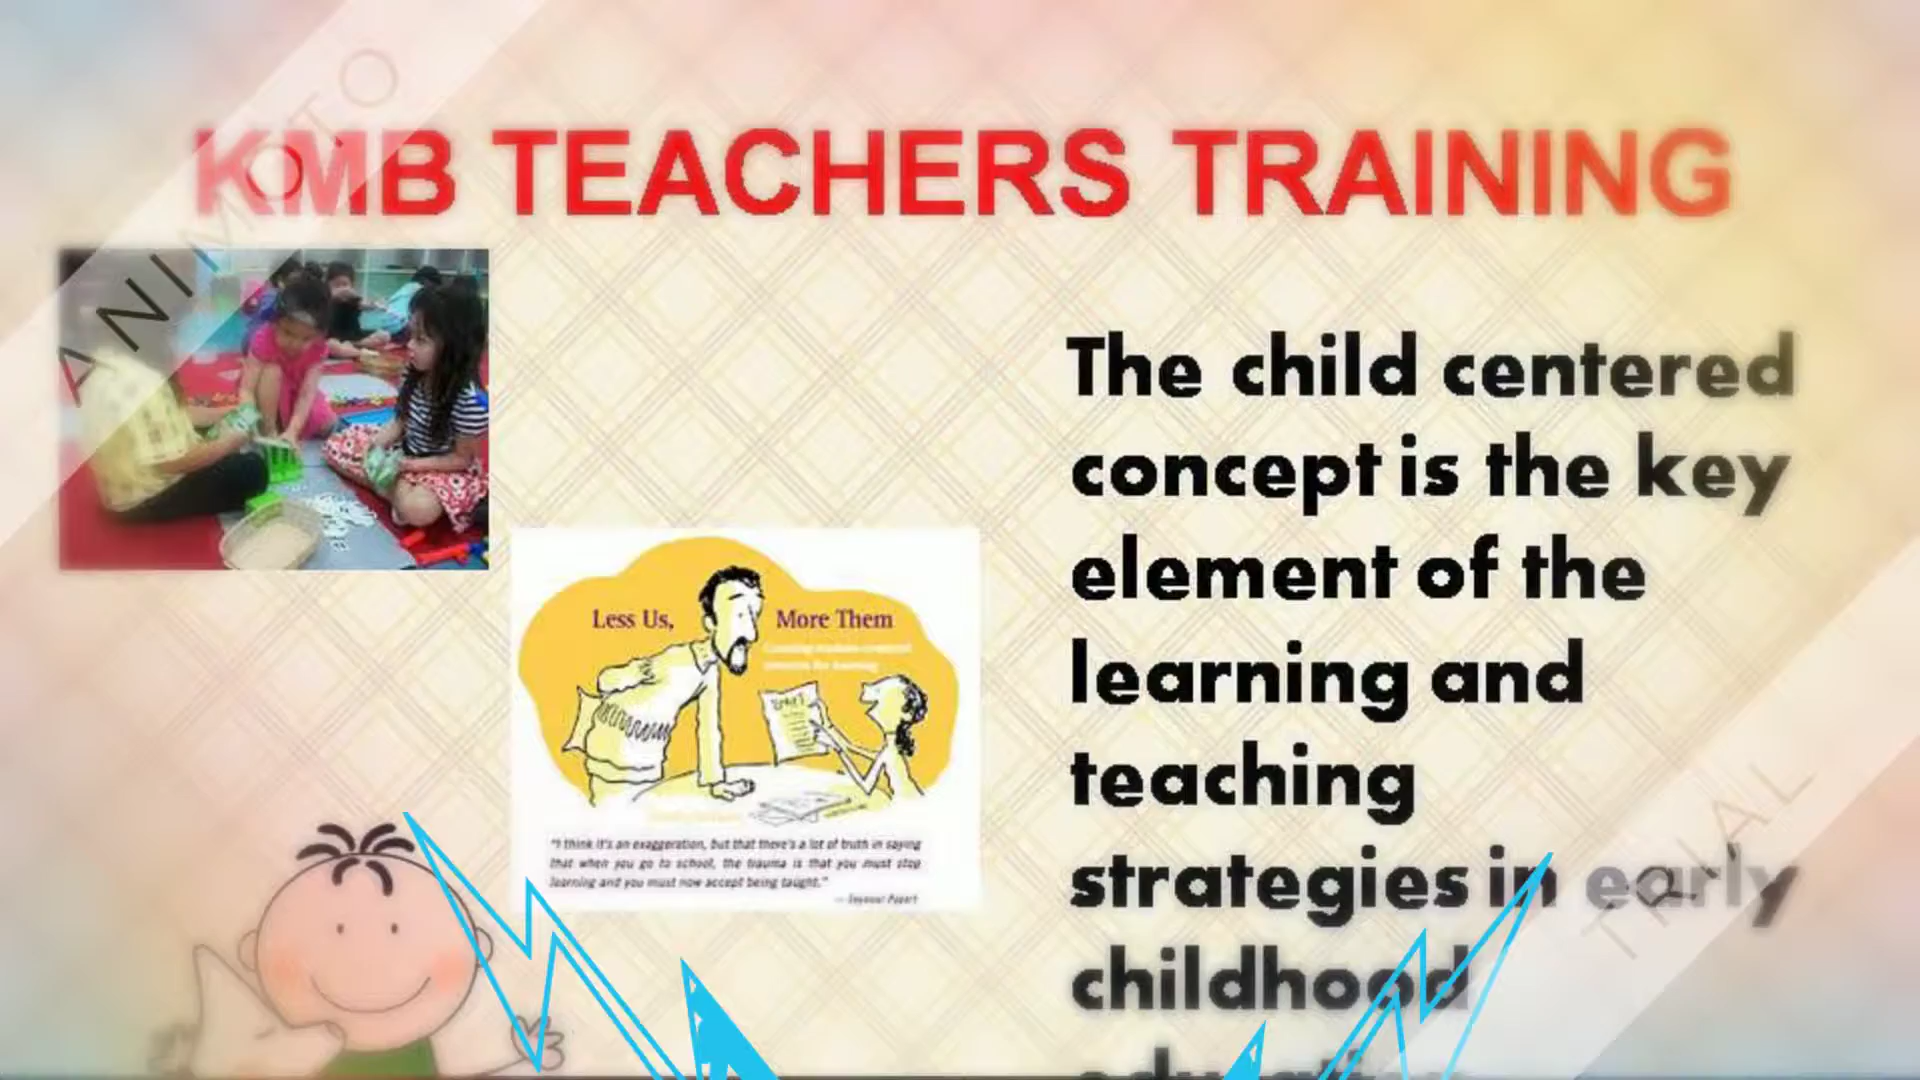 ANIMOTO
KMB TEACHERS TRAINING
The child centered
concept is the key
element of the
learning and
teaching
strategies in early
childhood
Less Us,
More Them
"I think it's an exaggeration, but that there's a lot of truth in saying
that when you go to school, the trauma is that you must stop
learning and you must now accept being taught."
— Seymour Papert
TRIAL